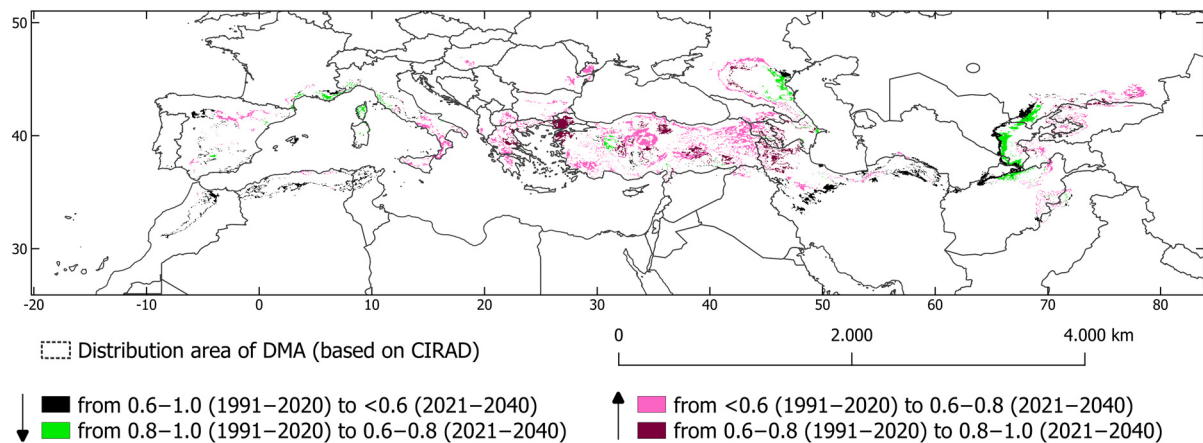 50
40
30
-20
-10
0
10
20
30
40
50
60
70
80
Distribution area of DMA (based on CIRAD)
0
2.000
4.000 km
from 0.6–1.0 (1991–2020) to <0.6 (2021–2040)
from 0.8–1.0 (1991–2020) to 0.6–0.8 (2021–2040)
from <0.6 (1991–2020) to 0.6–0.8 (2021–2040)
from 0.6–0.8 (1991–2020) to 0.8–1.0 (2021–2040)